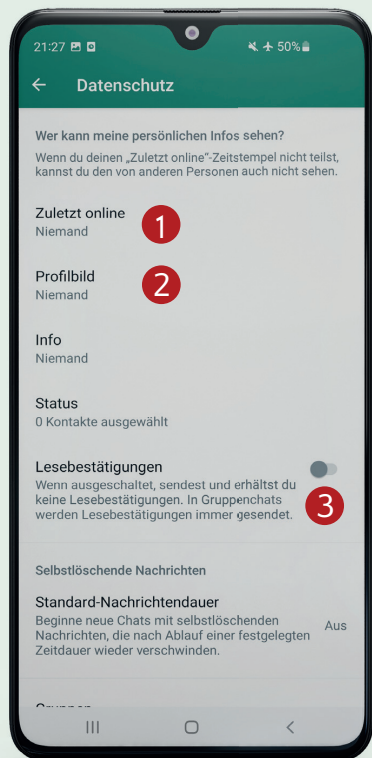 21:27 50%
Datenschutz
Wer kann meine persönlichen Infos sehen?
Wenn du deinen „Zuletzt online“-Zeitstempel nicht teilst,
kannst du den von anderen Personen auch nicht sehen.
Zuletzt online
Niemand
1
Profilbild
Niemand
2
Info
Niemand
Status
0 Kontakte ausgewählt
Lesebestätigungen
Wenn ausgeschaltet, sendest und erhältst du
keine Lesebestätigungen. In Gruppenchats
werden Lesebestätigungen immer gesendet.
3
Selbstlöschende Nachrichten
Standard-Nachrichtendauer
Beginne neue Chats mit selbstlöschenden
Nachrichten, die nach Ablauf einer festgelegten
Zeitdauer wieder verschwinden.
Aus